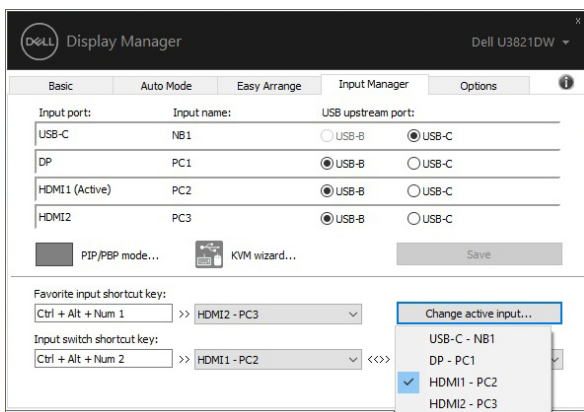 x
DELL Display Manager Dell U3821DW
Basic Auto Mode Easy Arrange Input Manager Options i
Input port: Input name: USB upstream port:
USB-C NB1 USB-B USB-C
DP PC1 USB-B USB-C
HDMI1 (Active) PC2 USB-B USB-C
HDMI2 PC3 USB-B USB-C
PIP/PBP mode... KVM wizard... Save
Favorite input shortcut key:
Ctrl + Alt + Num 1 >> HDMI2 - PC3 Change active input...
Input switch shortcut key:
Ctrl + Alt + Num 2 >> HDMI1 - PC2 <<>>
USB-C - NB1
DP - PC1
HDMI1 - PC2
HDMI2 - PC3